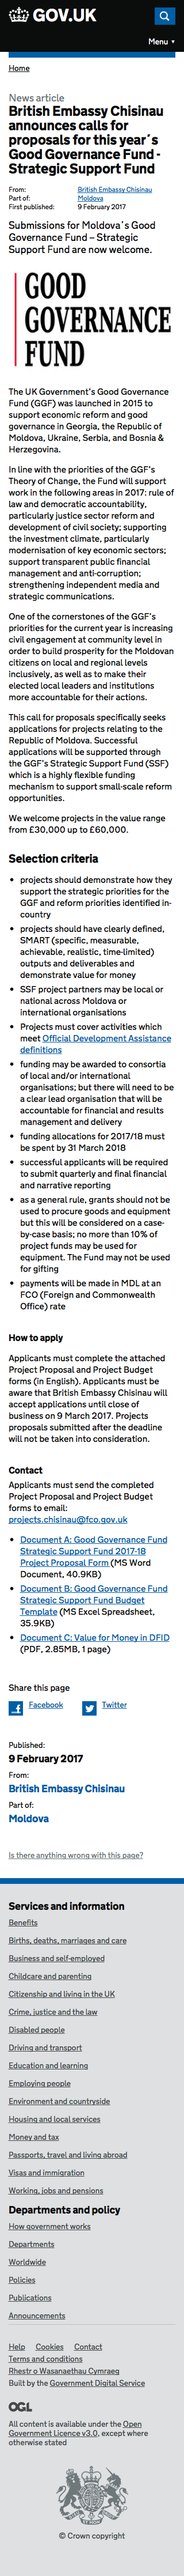 GOV.UK
Menu ▼
Home
News article
British Embassy Chisinau
announces calls for
proposals for this year´s
Good Governance Fund -
Strategic Support Fund
From: British Embassy Chisinau
Part of: Moldova
First published: 9 February 2017
Submissions for Moldova´s Good
Governance Fund – Strategic
Support Fund are now welcome.
GOOD
GOVERNANCE
FUND
The UK Government's Good Governance
Fund (GGF) was launched in 2015 to
support economic reform and good
governance in Georgia, the Republic of
Moldova, Ukraine, Serbia, and Bosnia &
Herzegovina.
In line with the priorities of the GGF's
Theory of Change, the Fund will support
work in the following areas in 2017: rule of
law and democratic accountability,
particularly justice sector reform and
development of civil society; supporting
the investment climate, particularly
modernisation of key economic sectors;
support transparent public financial
management and anti-corruption;
strengthening independent media and
strategic communications.
One of the cornerstones of the GGF's
priorities for the current year is increasing
civil engagement at community level in
order to build prosperity for the Moldovan
citizens on local and regional levels
inclusively, as well as to make their
elected local leaders and institutions
more accountable for their actions.
This call for proposals specifically seeks
applications for projects relating to the
Republic of Moldova. Successful
applications will be supported through
the GGF's Strategic Support Fund (SSF)
which is a highly flexible funding
mechanism to support small-scale reform
opportunities.
We welcome projects in the value range
from £30,000 up to £60,000.
Selection criteria
• projects should demonstrate how they
support the strategic priorities for the
GGF and reform priorities identified in-
country
• projects should have clearly defined,
SMART (specific, measurable,
achievable, realistic, time-limited)
outputs and deliverables and
demonstrate value for money
• SSF project partners may be local or
national across Moldova or
international organisations
• Projects must cover activities which
meet Official Development Assistance
definitions
• funding may be awarded to consortia
of local and/or international
organisations; but there will need to be
a clear lead organisation that will be
accountable for financial and results
management and delivery
• funding allocations for 2017/18 must
be spent by 31 March 2018
• successful applicants will be required
to submit quarterly and final financial
and narrative reporting
• as a general rule, grants should not be
used to procure goods and equipment
but this will be considered on a case-
by-case basis; no more than 10% of
project funds may be used for
equipment. The Fund may not be used
for gifting
• payments will be made in MDL at an
FCO (Foreign and Commonwealth
Office) rate
How to apply
Applicants must complete the attached
Project Proposal and Project Budget
forms (in English). Applicants must be
aware that British Embassy Chisinau will
accept applications until close of
business on 9 March 2017. Projects
proposals submitted after the deadline
will not be taken into consideration.
Contact
Applicants must send the completed
Project Proposal and Project Budget
forms to email:
projects.chisinau@fco.gov.uk
• Document A: Good Governance Fund
Strategic Support Fund 2017-18
Project Proposal Form (MS Word
Document, 40.9KB)
• Document B: Good Governance Fund
Strategic Support Fund Budget
Template (MS Excel Spreadsheet,
35.9KB)
• Document C: Value for Money in DFID
(PDF, 2.85MB, 1 page)
Share this page
Facebook Twitter
Published:
9 February 2017
From:
British Embassy Chisinau
Part of:
Moldova
Is there anything wrong with this page?
Services and information
Benefits
Births, deaths, marriages and care
Business and self-employed
Childcare and parenting
Citizenship and living in the UK
Crime, justice and the law
Disabled people
Driving and transport
Education and learning
Employing people
Environment and countryside
Housing and local services
Money and tax
Passports, travel and living abroad
Visas and immigration
Working, jobs and pensions
Departments and policy
How government works
Departments
Worldwide
Policies
Publications
Announcements
Help Cookies Contact
Terms and conditions
Rhestr o Wasanaethau Cymraeg
Built by the Government Digital Service
OGL
All content is available under the Open
Government Licence v3.0, except where
otherwise stated
© Crown copyright